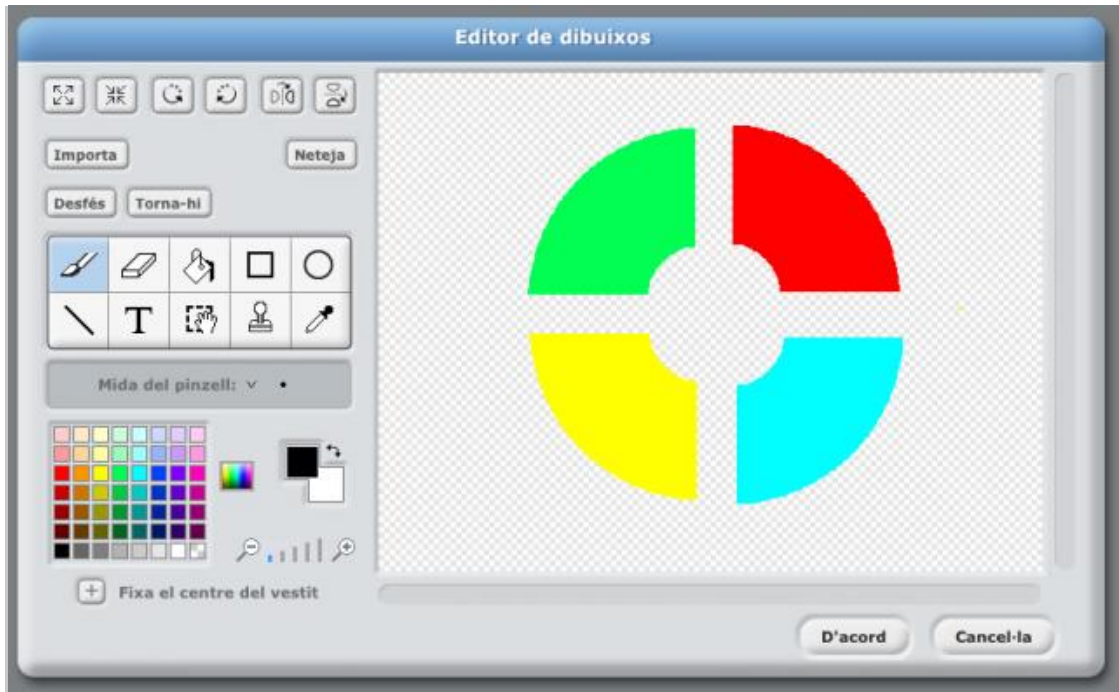 Editor de dibuixos
Importa
Neteja
Desfés
Torna-hi
T
Mida del pinzell:
Fixa el centre del vestit
D'acord
Cancel·la